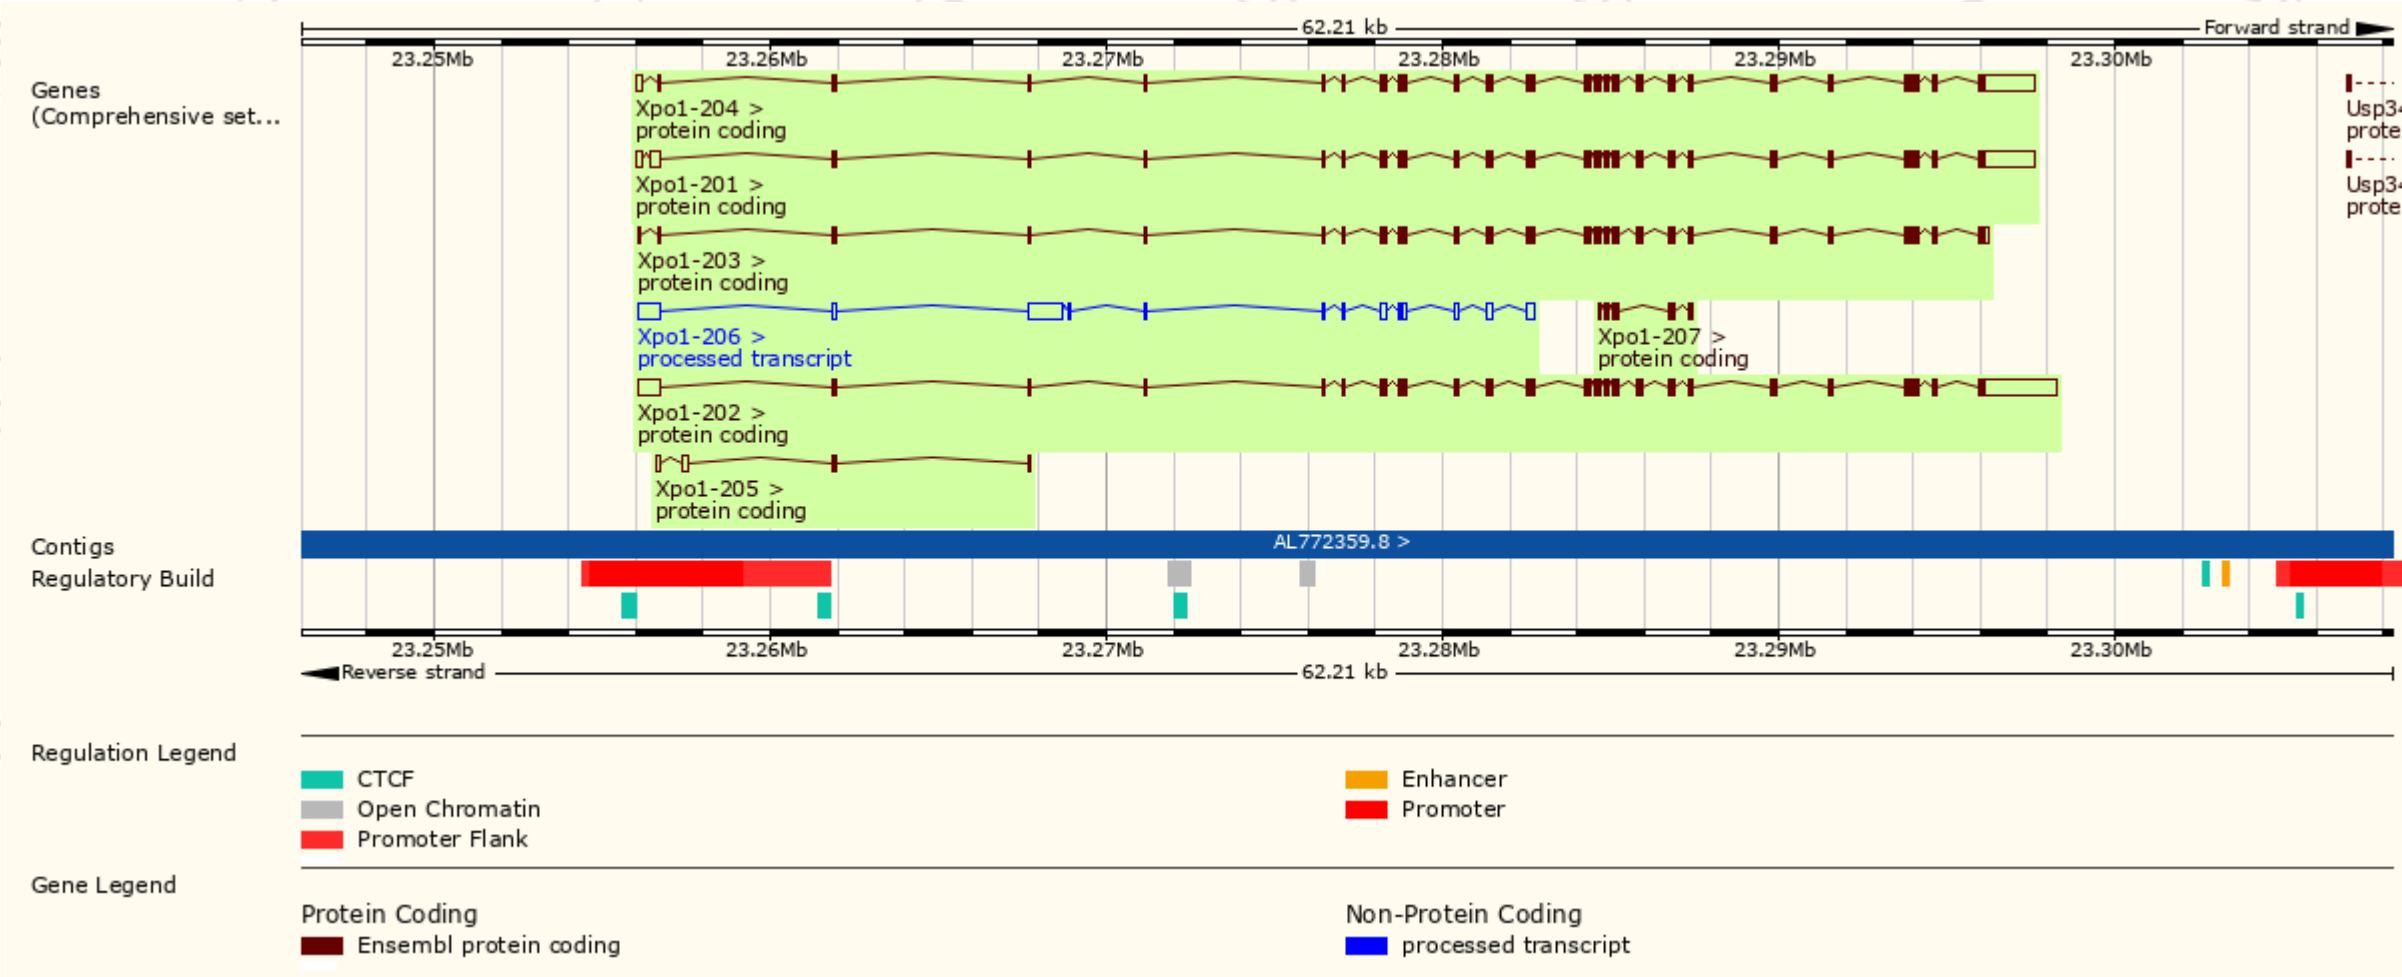 62.21 kb
Forward strand
23.25Mb 23.26Mb 23.27Mb 23.28Mb 23.29Mb 23.30Mb
Genes
(Comprehensive set...
Xpo1-204 >
protein coding
Usp34
prote
Xpo1-201 >
protein coding
Usp34
prote
Xpo1-203 >
protein coding
Xpo1-206 >
processed transcript
Xpo1-207 >
protein coding
Xpo1-202 >
protein coding
Xpo1-205 >
protein coding
Contigs
AL772359.8 >
Regulatory Build
23.25Mb 23.26Mb 23.27Mb 23.28Mb 23.29Mb 23.30Mb
Reverse strand
62.21 kb
Regulation Legend
CTCF
Enhancer
Open Chromatin
Promoter
Promoter Flank
Gene Legend
Protein Coding
Non-Protein Coding
Ensembl protein coding
processed transcript